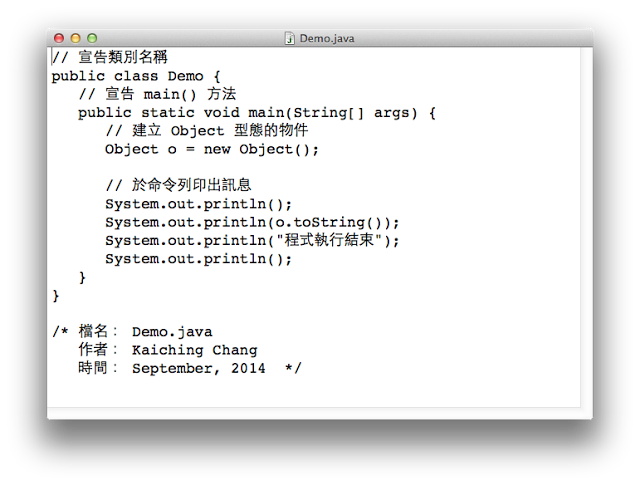 Demo.java
// 宣告類別名稱
public class Demo {
   // 宣告 main() 方法
   public static void main(String[] args) {
      // 建立 Object 型態的物件
      Object o = new Object();

      // 於命令列印出訊息
      System.out.println();
      System.out.println(o.toString());
      System.out.println("程式執行結束");
      System.out.println();
   }
}

/* 檔名： Demo.java
   作者： Kaiching Chang
   時間： September, 2014  */